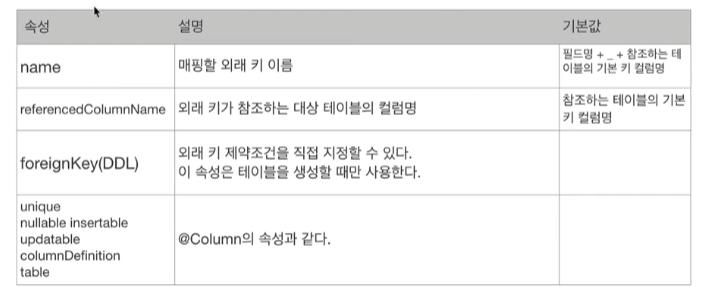 속성 설명 기본값
name 매핑할 외래 키 이름 필드명 + _ + 참조하는 테
이블의 기본 키 컬럼명
referencedColumnName 외래 키가 참조하는 대상 테이블의 컬럼명 참조하는 테이블의 기본
키 컬럼명
foreignKey(DDL) 외래 키 제약조건을 직접 지정할 수 있다.
이 속성은 테이블을 생성할 때만 사용한다.
unique
nullable insertable
updatable
columnDefinition
table
@Column의 속성과 같다.